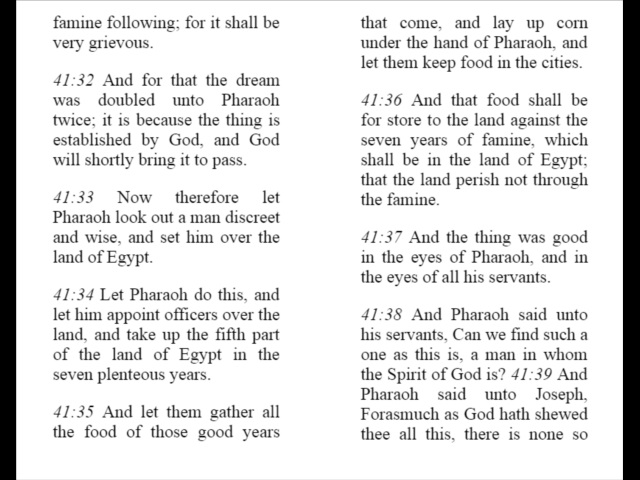 famine following; for it shall be
very grievous.
41:32 And for that the dream
was doubled unto Pharaoh
twice; it is because the thing is
established by God, and God
will shortly bring it to pass.
41:33 Now therefore let
Pharaoh look out a man discreet
and wise, and set him over the
land of Egypt.
41:34 Let Pharaoh do this, and
let him appoint officers over the
land, and take up the fifth part
of the land of Egypt in the
seven plenteous years.
41:35 And let them gather all
the food of those good years
that come, and lay up corn
under the hand of Pharaoh, and
let them keep food in the cities.
41:36 And that food shall be
for store to the land against the
seven years of famine, which
shall be in the land of Egypt;
that the land perish not through
the famine.
41:37 And the thing was good
in the eyes of Pharaoh, and in
the eyes of all his servants.
41:38 And Pharaoh said unto
his servants, Can we find such a
one as this is, a man in whom
the Spirit of God is? 41:39 And
Pharaoh said unto Joseph,
Forasmuch as God hath shewed
thee all this, there is none so